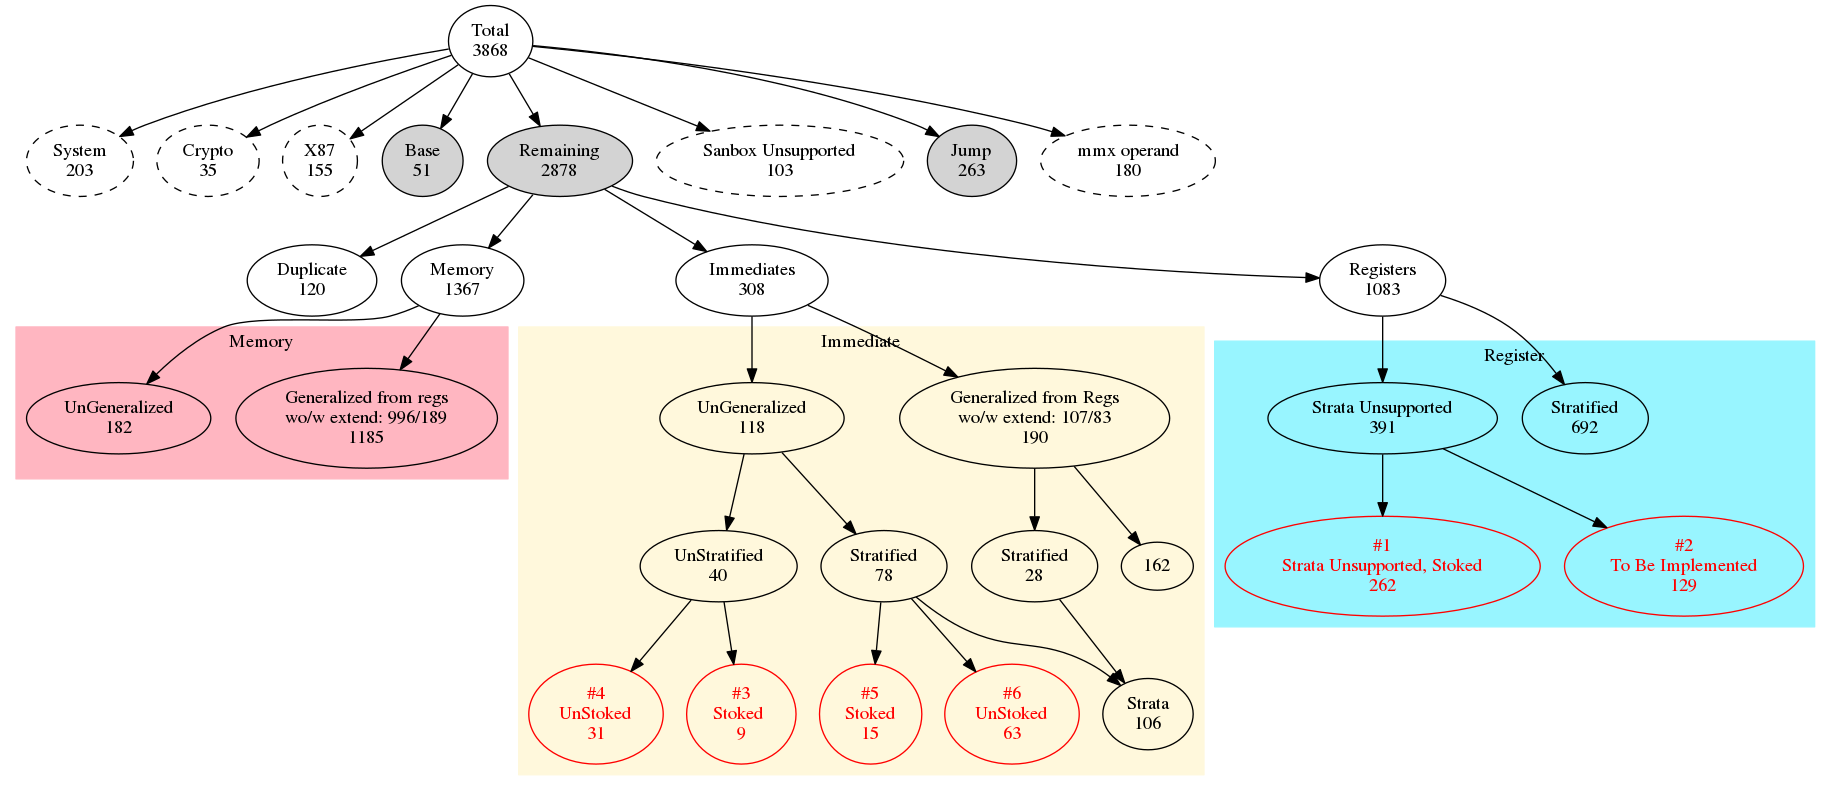 Total
3868
System
203
Crypto
35
X87
155
Base
51
Remaining
2878
Sanbox Unsupported
103
Jump
263
mmx operand
180
Duplicate
120
Memory
1367
Immediates
308
Registers
1083
Memory
Immediate
Register
UnGeneralized
182
Generalized from regs
wo/w extend: 996/189
1185
UnGeneralized
118
Generalized from Regs
wo/w extend: 107/83
190
Strata Unsupported
391
Stratified
692
UnStratified
40
Stratified
78
Stratified
28
162
#1
Strata Unsupported, Stoked
262
#2
To Be Implemented
129
#4
UnStoked
31
#3
Stoked
9
#5
Stoked
15
#6
UnStoked
63
Strata
106